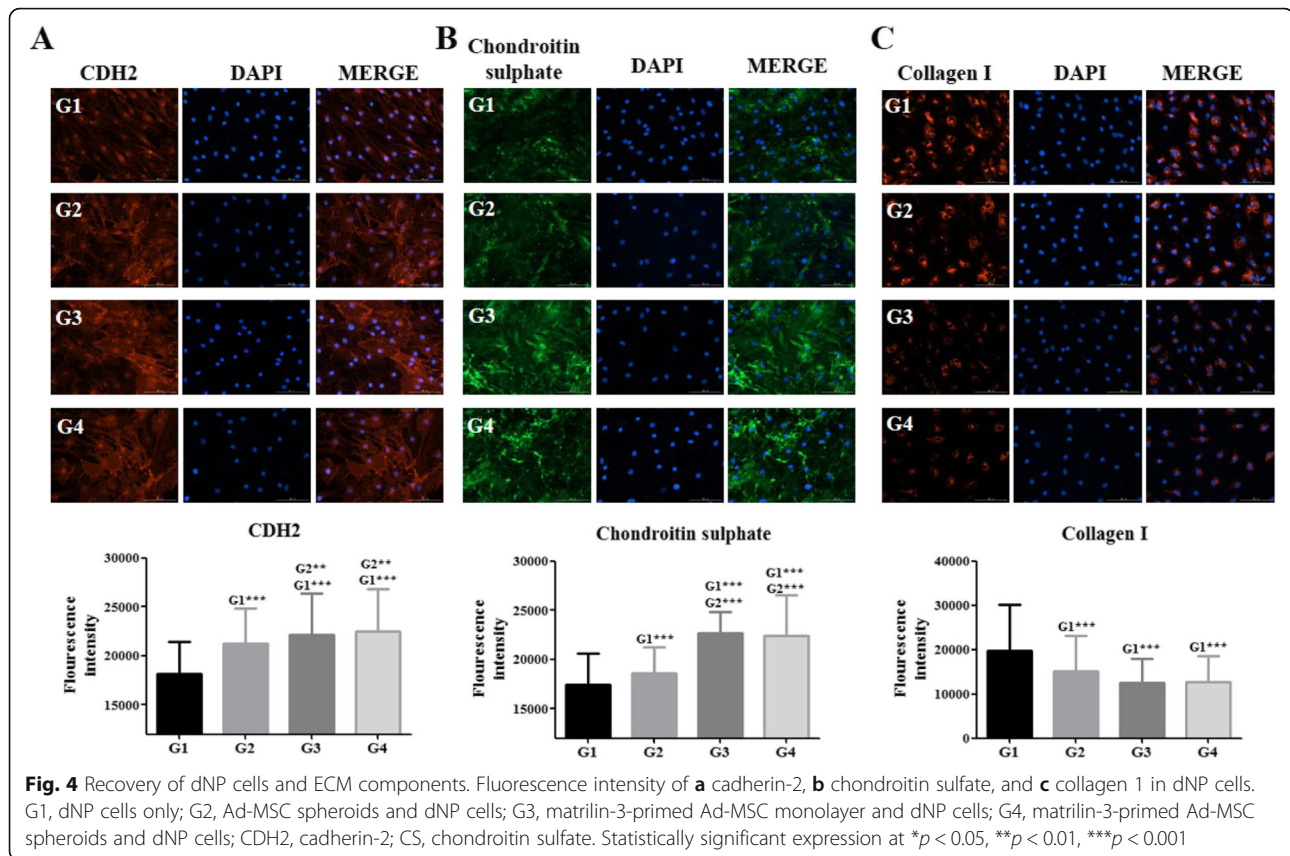 A
B
C
CDH2 DAPI MERGE
Chondroitin
sulphate DAPI MERGE
Collagen I DAPI MERGE
G1
G1
G1
G2
G2
G2
G3
G3
G3
G4
G4
G4
CDH2
Flourescence
intensity
30000
25000
20000
15000
G1***
G2**
G1***
G2**
G1***
G1 G2 G3 G4
Chondroitin sulphate
Flourescence
intensity
30000
25000
20000
15000
G1***
G1***
G2***
G1***
G2***
G1 G2 G3 G4
Collagen I
Flourescence
intensity
40000
30000
20000
10000
0
G1***
G1***
G1***
G1 G2 G3 G4
Fig. 4 Recovery of dNP cells and ECM components. Fluorescence intensity of a cadherin-2, b chondroitin sulfate, and c collagen 1 in dNP cells.
G1, dNP cells only; G2, Ad-MSC spheroids and dNP cells; G3, matrilin-3-primed Ad-MSC monolayer and dNP cells; G4, matrilin-3-primed Ad-MSC
spheroids and dNP cells; CDH2, cadherin-2; CS, chondroitin sulfate. Statistically significant expression at *p < 0.05, **p < 0.01, ***p < 0.001